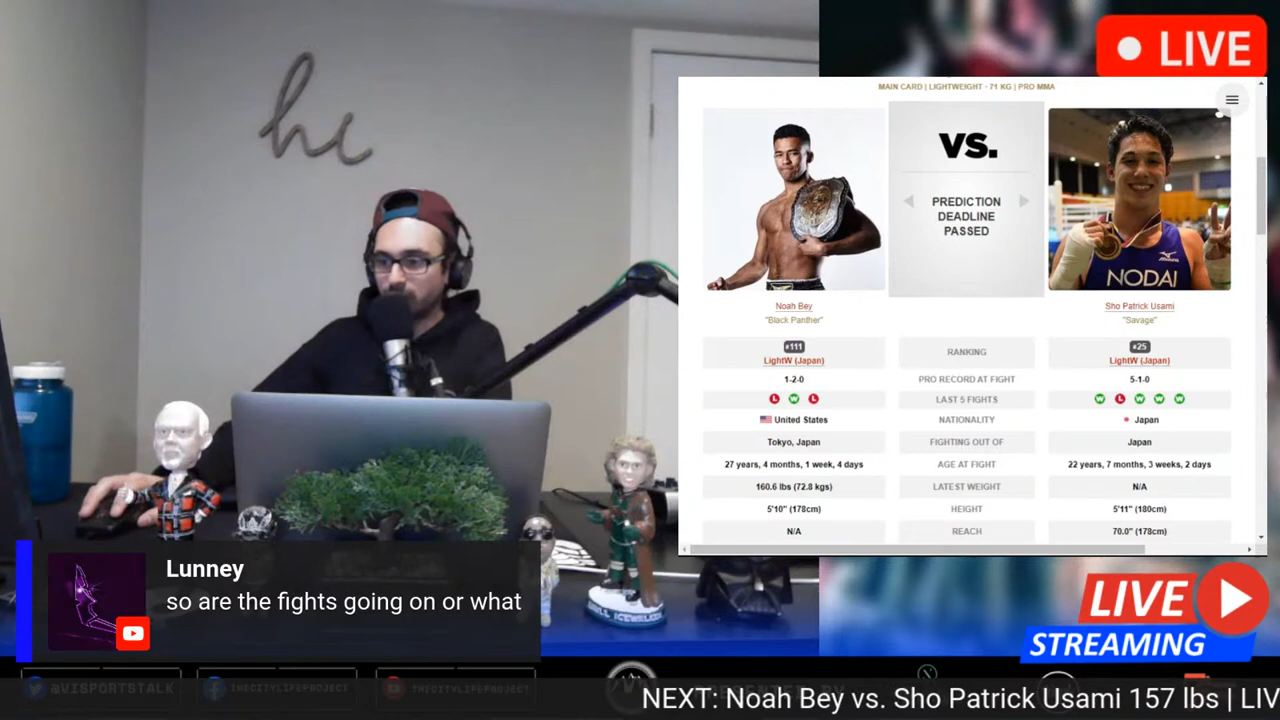 hi
LIVE
MAIN CARD | LIGHTWEIGHT · 71 KG | PRO MMA
VS.
PREDICTION
DEADLINE
PASSED
NODAI
Noah Bey
"Black Panther"
Sho Patrick Usami
"Savage"
#111
LightW (Japan)
RANKING
#25
LightW (Japan)
1-2-0
PRO RECORD AT FIGHT
5-1-0
L W L
LAST 5 FIGHTS
W L W W W
United States
NATIONALITY
Japan
Tokyo, Japan
FIGHTING OUT OF
Japan
27 years, 4 months, 1 week, 4 days
AGE AT FIGHT
22 years, 7 months, 3 weeks, 2 days
160.6 lbs (72.8 kgs)
LATEST WEIGHT
N/A
5'10" (178cm)
HEIGHT
5'11" (180cm)
N/A
REACH
70.0" (178cm)
Lunney
so are the fights going on or what
LIVE
STREAMING
@VISPORTSTALK
THECITYLIFEPROJECT
THECITYLIFEPROJECT
NEXT: Noah Bey vs. Sho Patrick Usami 157 lbs | LIV